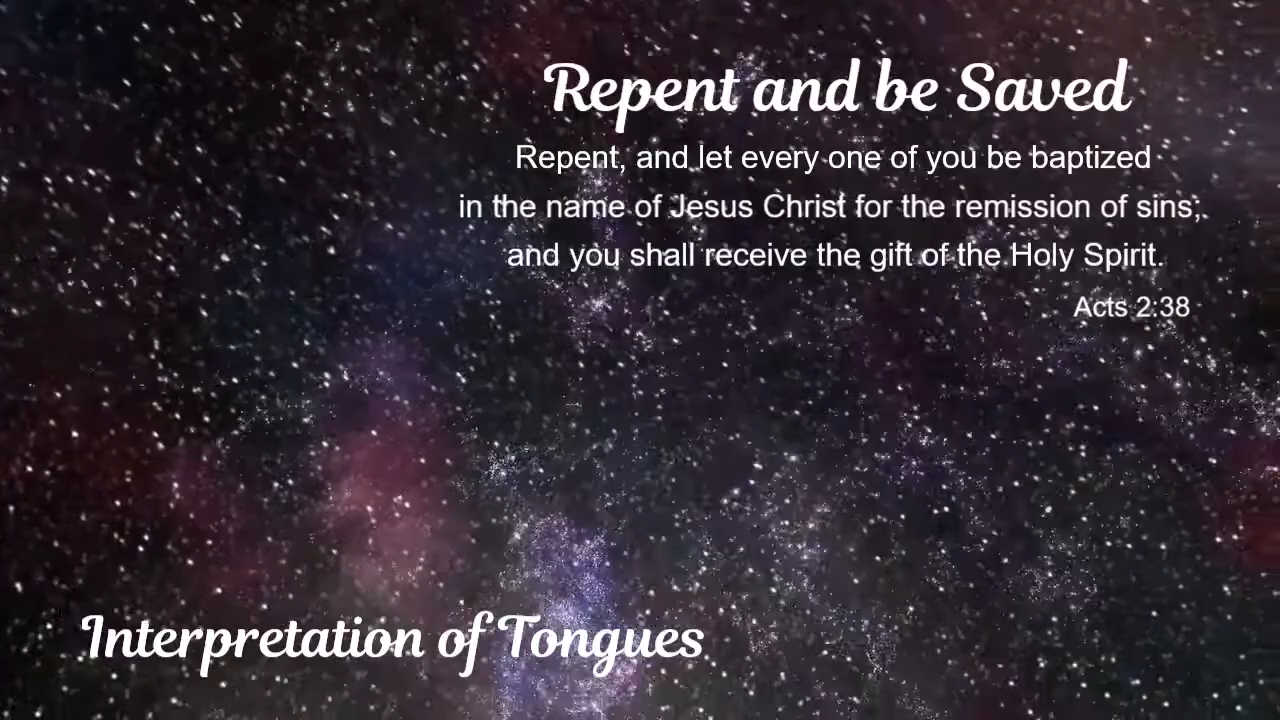 Repent and be Saved
Repent, and let every one of you be baptized
in the name of Jesus Christ for the remission of sins;
and you shall receive the gift of the Holy Spirit.
Acts 2:38
Interpretation of Tongues